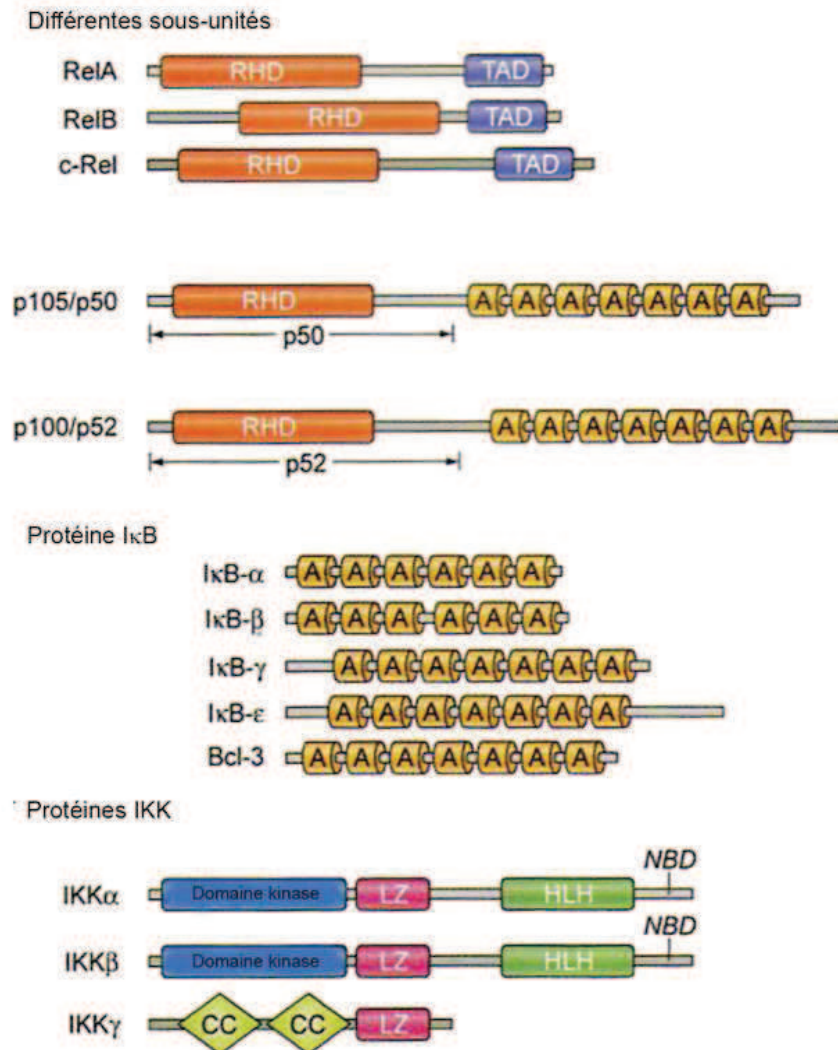 Différentes sous-unités
RelA RHD TAD
RelB RHD TAD
c-Rel RHD TAD
p105/p50 RHD A A A A A A A
p50
p100/p52 RHD A A A A A A A
p52
Protéine IκB
IκB-α A A A A A A
IκB-β A A A A A A
IκB-γ A A A A A A A
IκB-ε A A A A A A A
Bcl-3 A A A A A A A
Protéines IKK
NBD
IKKα Domaine kinase LZ HLH
NBD
IKKβ Domaine kinase LZ HLH
IKKγ CC CC LZ